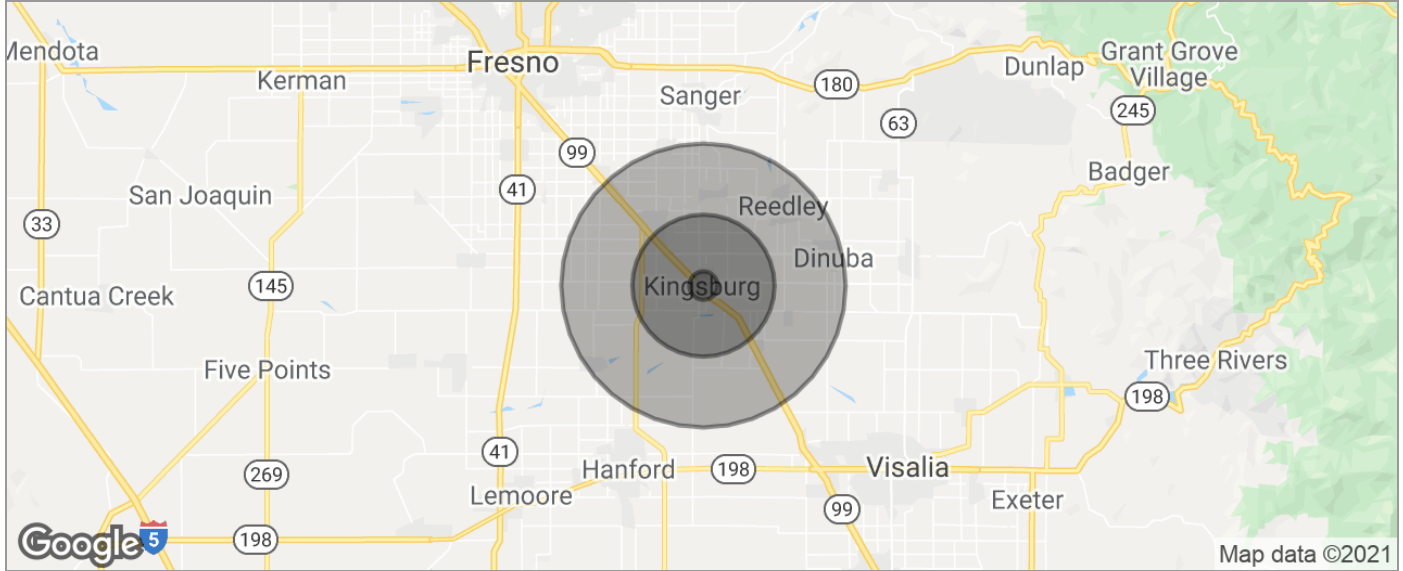 Mendota
Fresno
Kerman
Sanger
180
Dunlap
Grant Grove
Village
63
245
99
41
San Joaquin
Badger
Reedley
33
Dinuba
145
Kingsburg
Cantua Creek
Five Points
Three Rivers
198
41
Hanford
198
Visalia
269
Lemoore
Exeter
99
Google
5
198
Map data ©2021